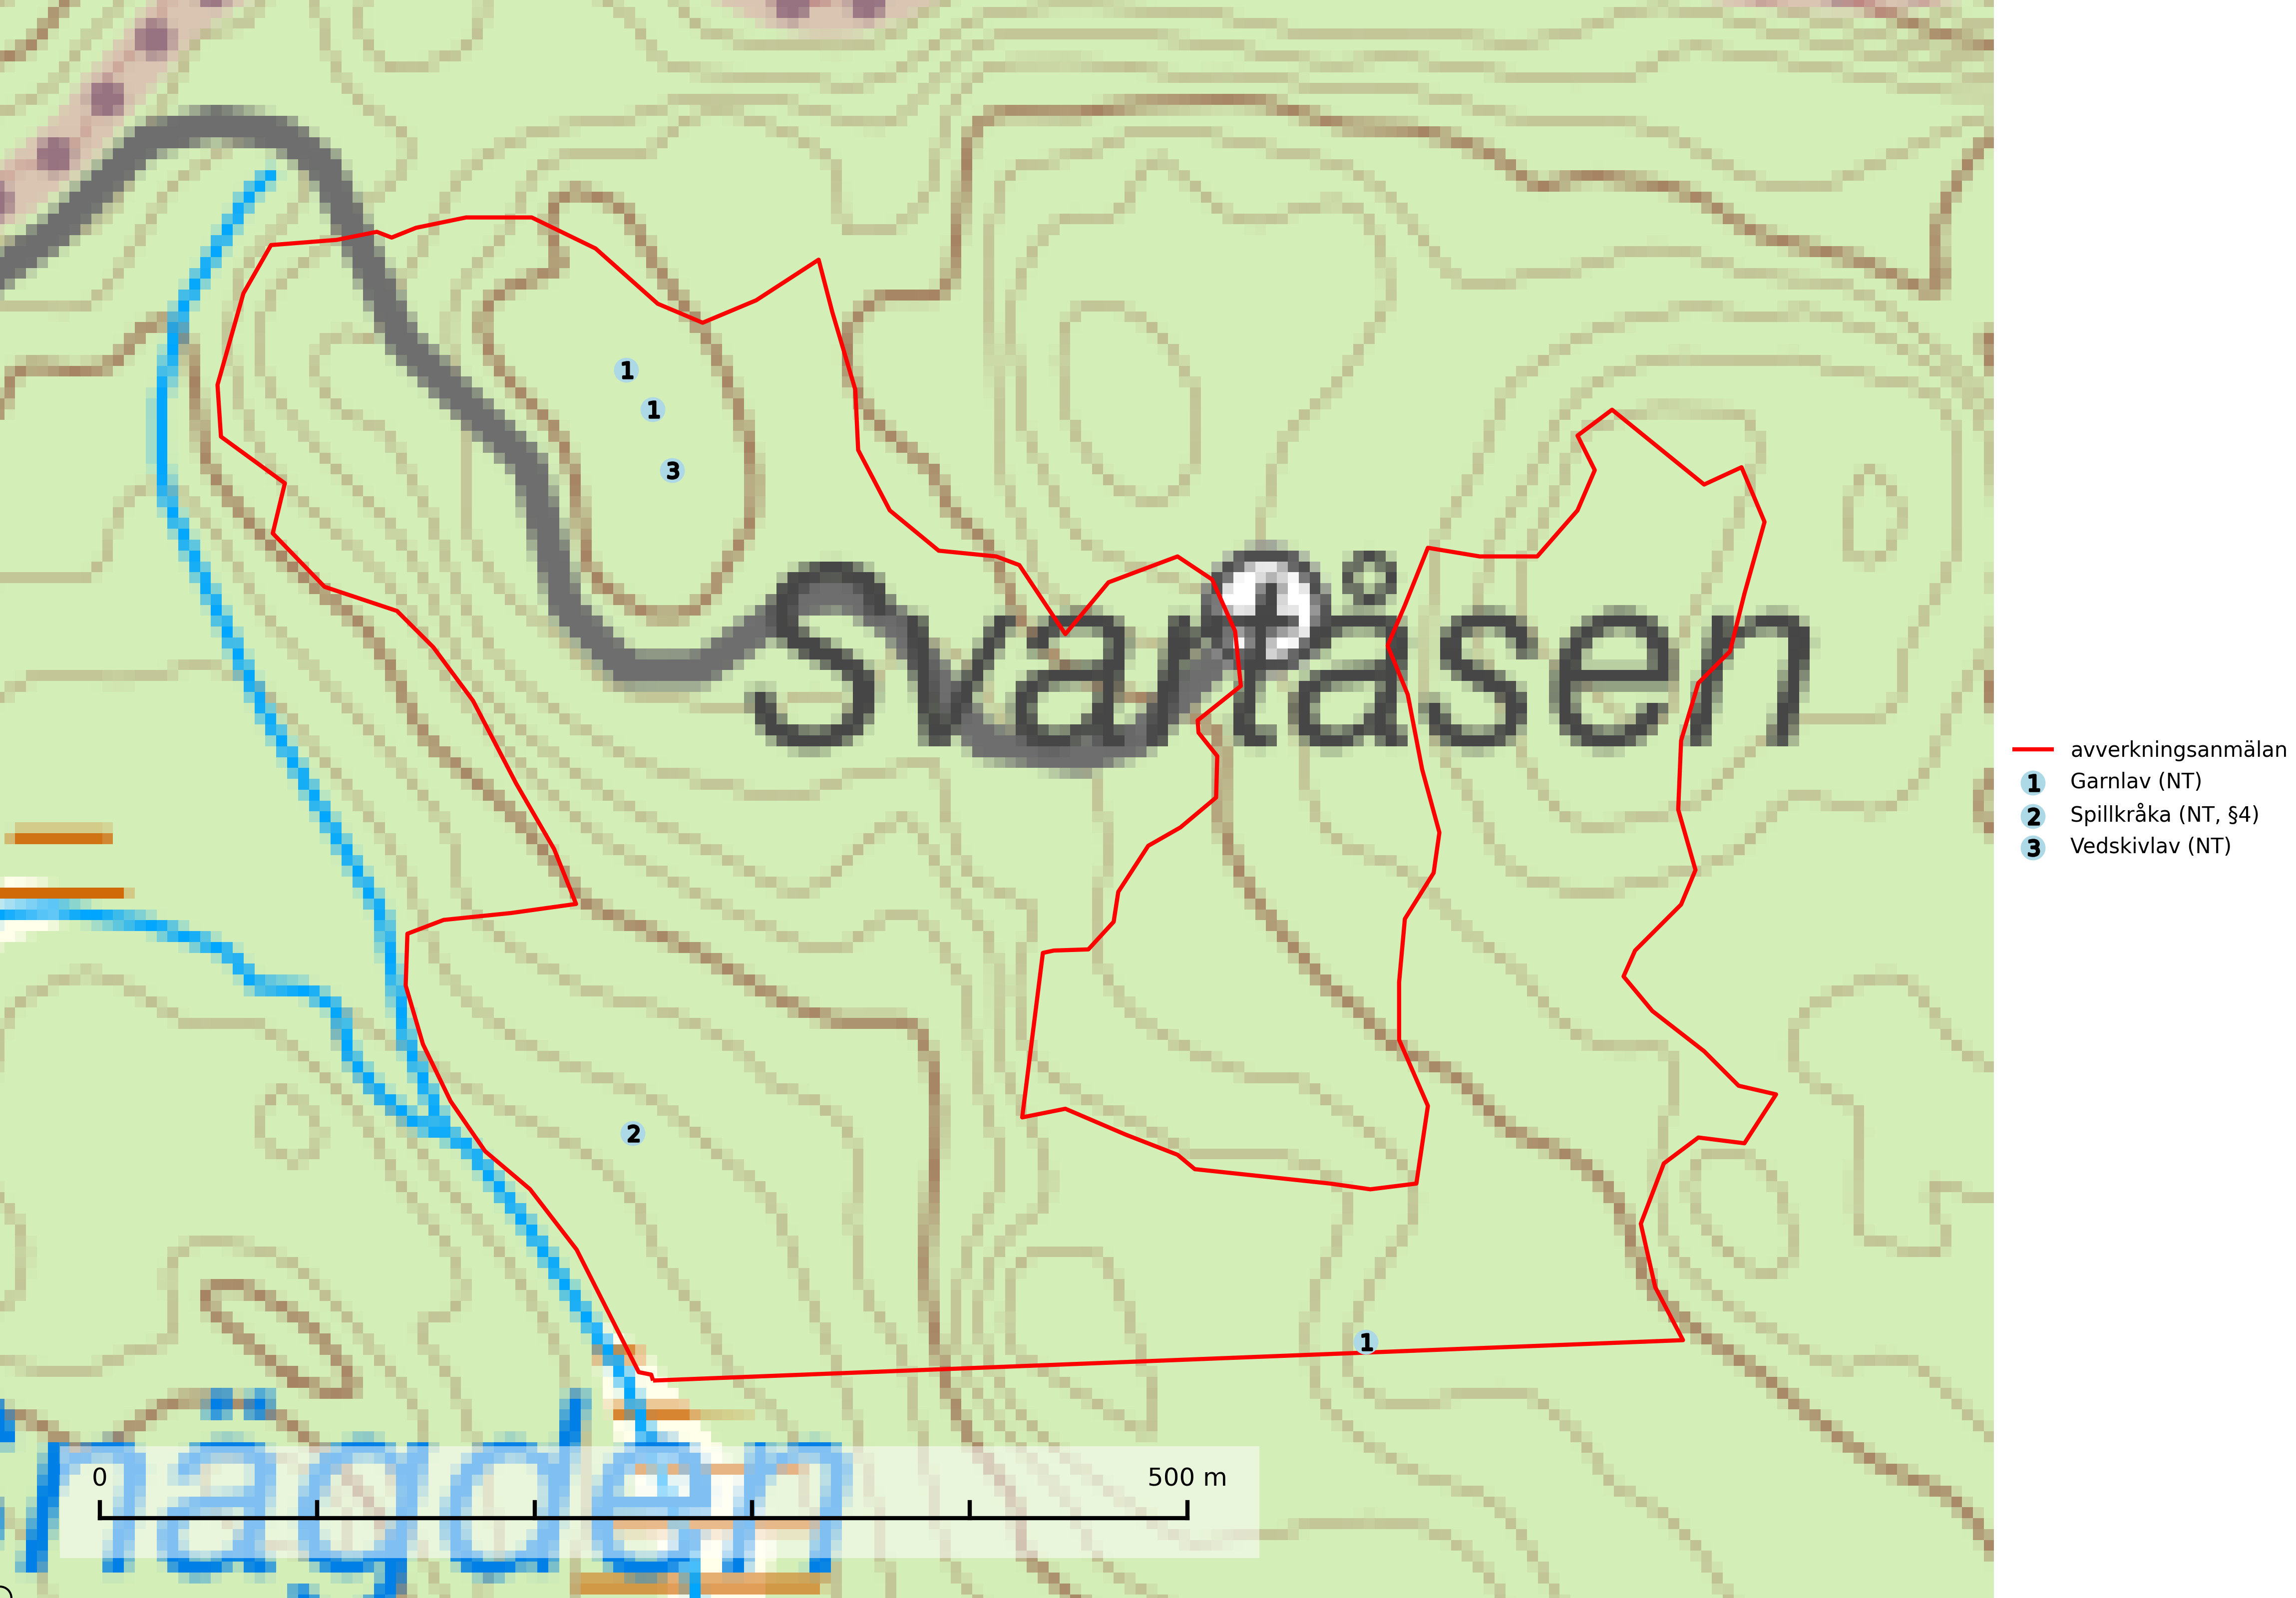 1
1
3
Svartåsen
avverkningsanmälan
1 Garnlav (NT)
2 Spillkråka (NT, §4)
3 Vedskivlav (NT)
2
1
0 500 m